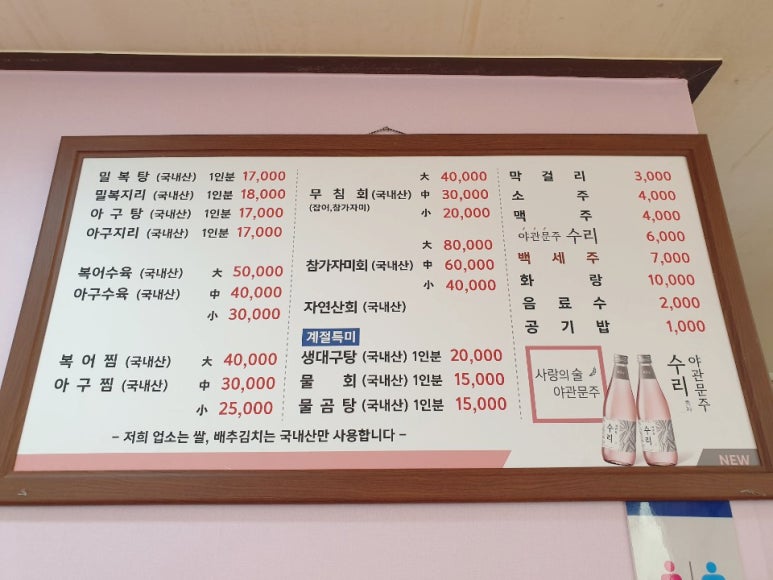 밀 복 탕 (국내산) 1인분 17,000
밀복지리 (국내산) 1인분 18,000
아 구 탕 (국내산) 1인분 17,000
아구지리 (국내산) 1인분 17,000
복어수육 (국내산) 大 50,000
아구수육 (국내산) 中 40,000
小 30,000
복 어 찜 (국내산) 大 40,000
아 구 찜 (국내산) 中 30,000
小 25,000
大 40,000
무 침 회 (국내산) 中 30,000
(잡어,참가자미)
小 20,000
大 80,000
참가자미회 (국내산) 中 60,000
小 40,000
자연산회 (국내산)
계절특미
생대구탕 (국내산) 1인분 20,000
물 회 (국내산) 1인분 15,000
물 곰 탕 (국내산) 1인분 15,000
막 걸 리 3,000
소 주 4,000
맥 주 4,000
야관문주 수리 6,000
백 세 주 7,000
화 랑 10,000
음 료 수 2,000
공 기 밥 1,000
사랑의 술
야관문주
야관문주
수리
수리
수리
- 저희 업소는 쌀, 배추김치는 국내산만 사용합니다 -
NEW